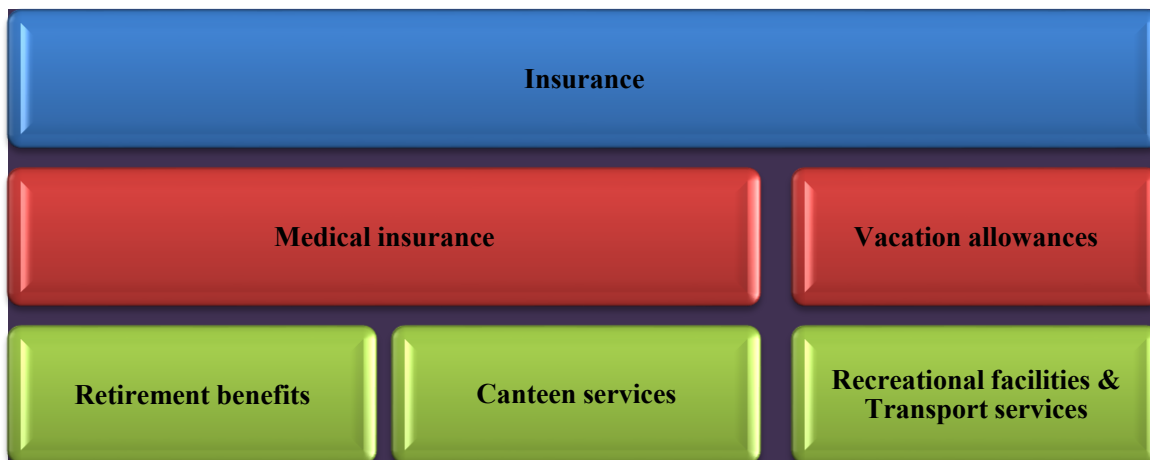 Insurance
Medical insurance
Vacation allowances
Retirement benefits
Canteen services
Recreational facilities &
Transport services